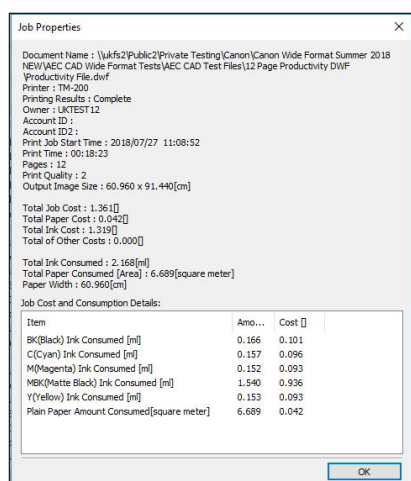 Job Properties
Document Name : \\ukfs2\Public2\Private Testing\Canon\Canon Wide Format Summer 2018
NEW\AEC CAD Wide Format Tests\AEC CAD Test Files\12 Page Productivity DWF
\Productivity File.dwf
Printer : TM-200
Printing Results : Complete
Owner : UKTEST12
Account ID :
Account ID2 :
Print Job Start Time : 2018/07/27 11:08:52
Print Time : 00:18:23
Pages : 12
Print Quality : 2
Output Image Size : 60.960 x 91.440[cm]
Total Job Cost : 1.361[]
Total Paper Cost : 0.042[]
Total Ink Cost : 1.319[]
Total of Other Costs : 0.000[]
Total Ink Consumed : 2.168[ml]
Total Paper Consumed [Area] : 6.689[square meter]
Paper Width : 60.960[cm]
Job Cost and Consumption Details:
Item Amo... Cost []
BK(Black) Ink Consumed [ml] 0.166 0.101
C(Cyan) Ink Consumed [ml] 0.157 0.096
M(Magenta) Ink Consumed [ml] 0.152 0.093
MBK(Matte Black) Ink Consumed [ml] 1.540 0.936
Y(Yellow) Ink Consumed [ml] 0.153 0.093
Plain Paper Amount Consumed[square meter] 6.689 0.042
OK